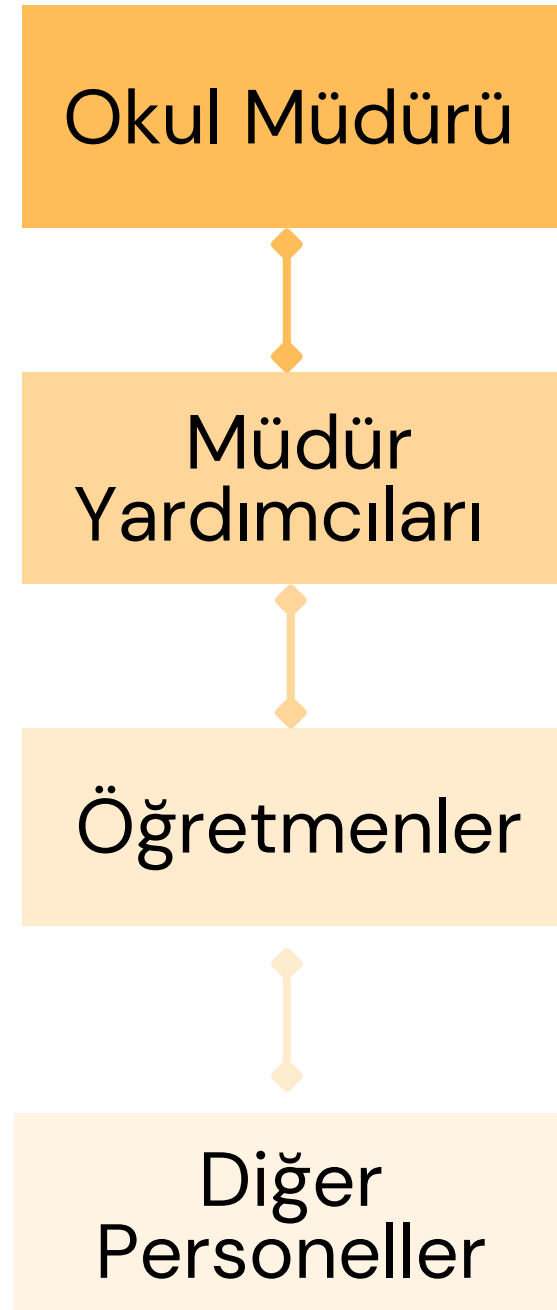 Okul Müdürü
Müdür
Yardımcıları
Öğretmenler
Diğer
Personeller